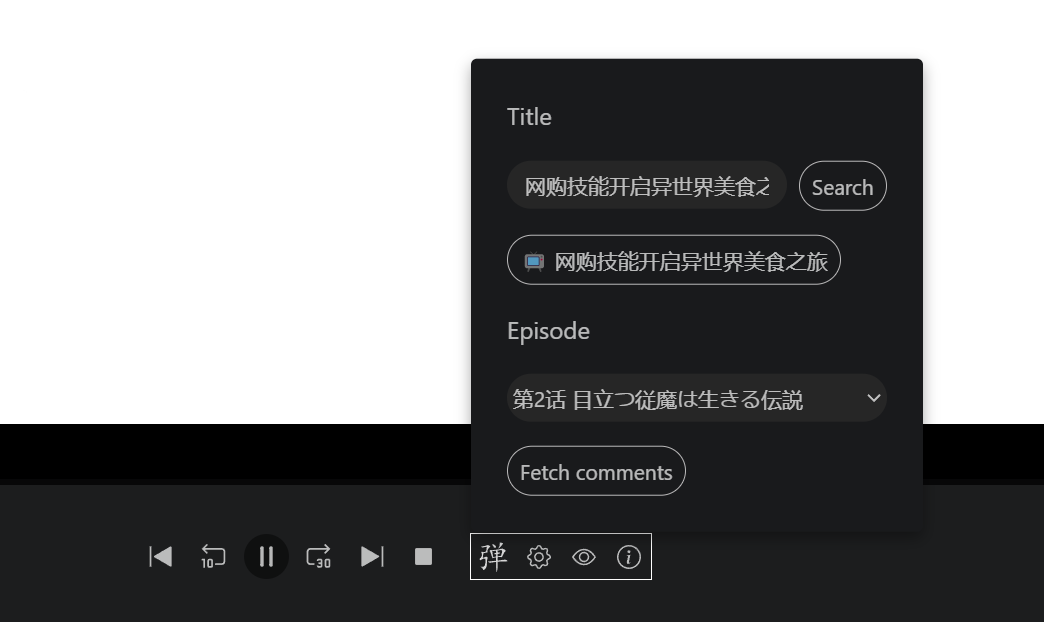 Title
网购技能开启异世界美食之
Search
网购技能开启异世界美食之旅
Episode
第2话 目立つ従魔は生きる伝説
Fetch comments
10
30
弹